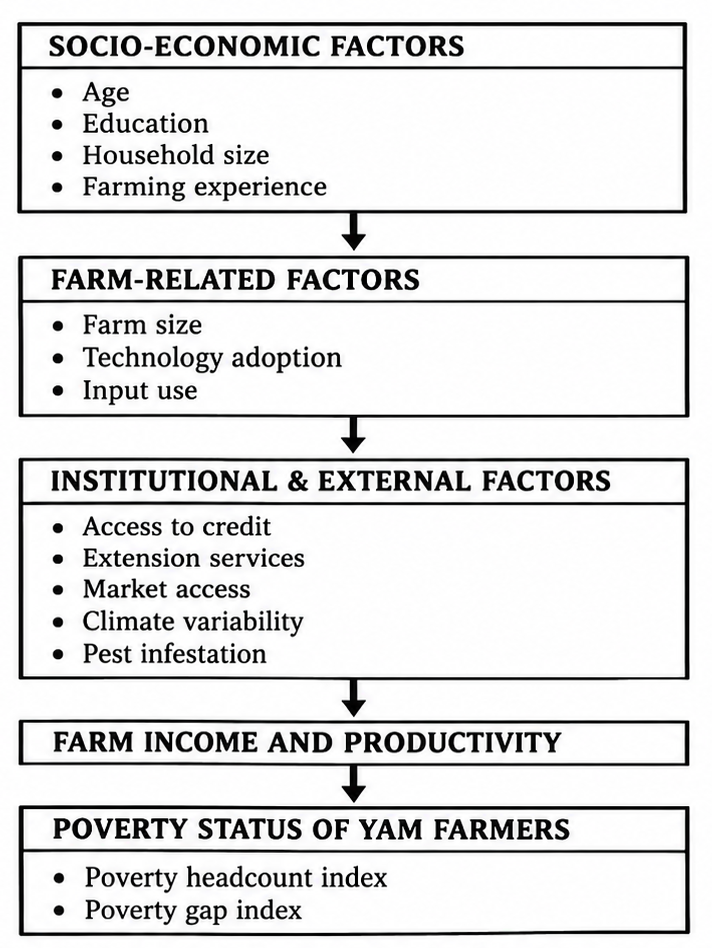 SOCIO-ECONOMIC FACTORS
• Age
• Education
• Household size
• Farming experience
FARM-RELATED FACTORS
• Farm size
• Technology adoption
• Input use
INSTITUTIONAL & EXTERNAL FACTORS
• Access to credit
• Extension services
• Market access
• Climate variability
• Pest infestation
FARM INCOME AND PRODUCTIVITY
POVERTY STATUS OF YAM FARMERS
• Poverty headcount index
• Poverty gap index